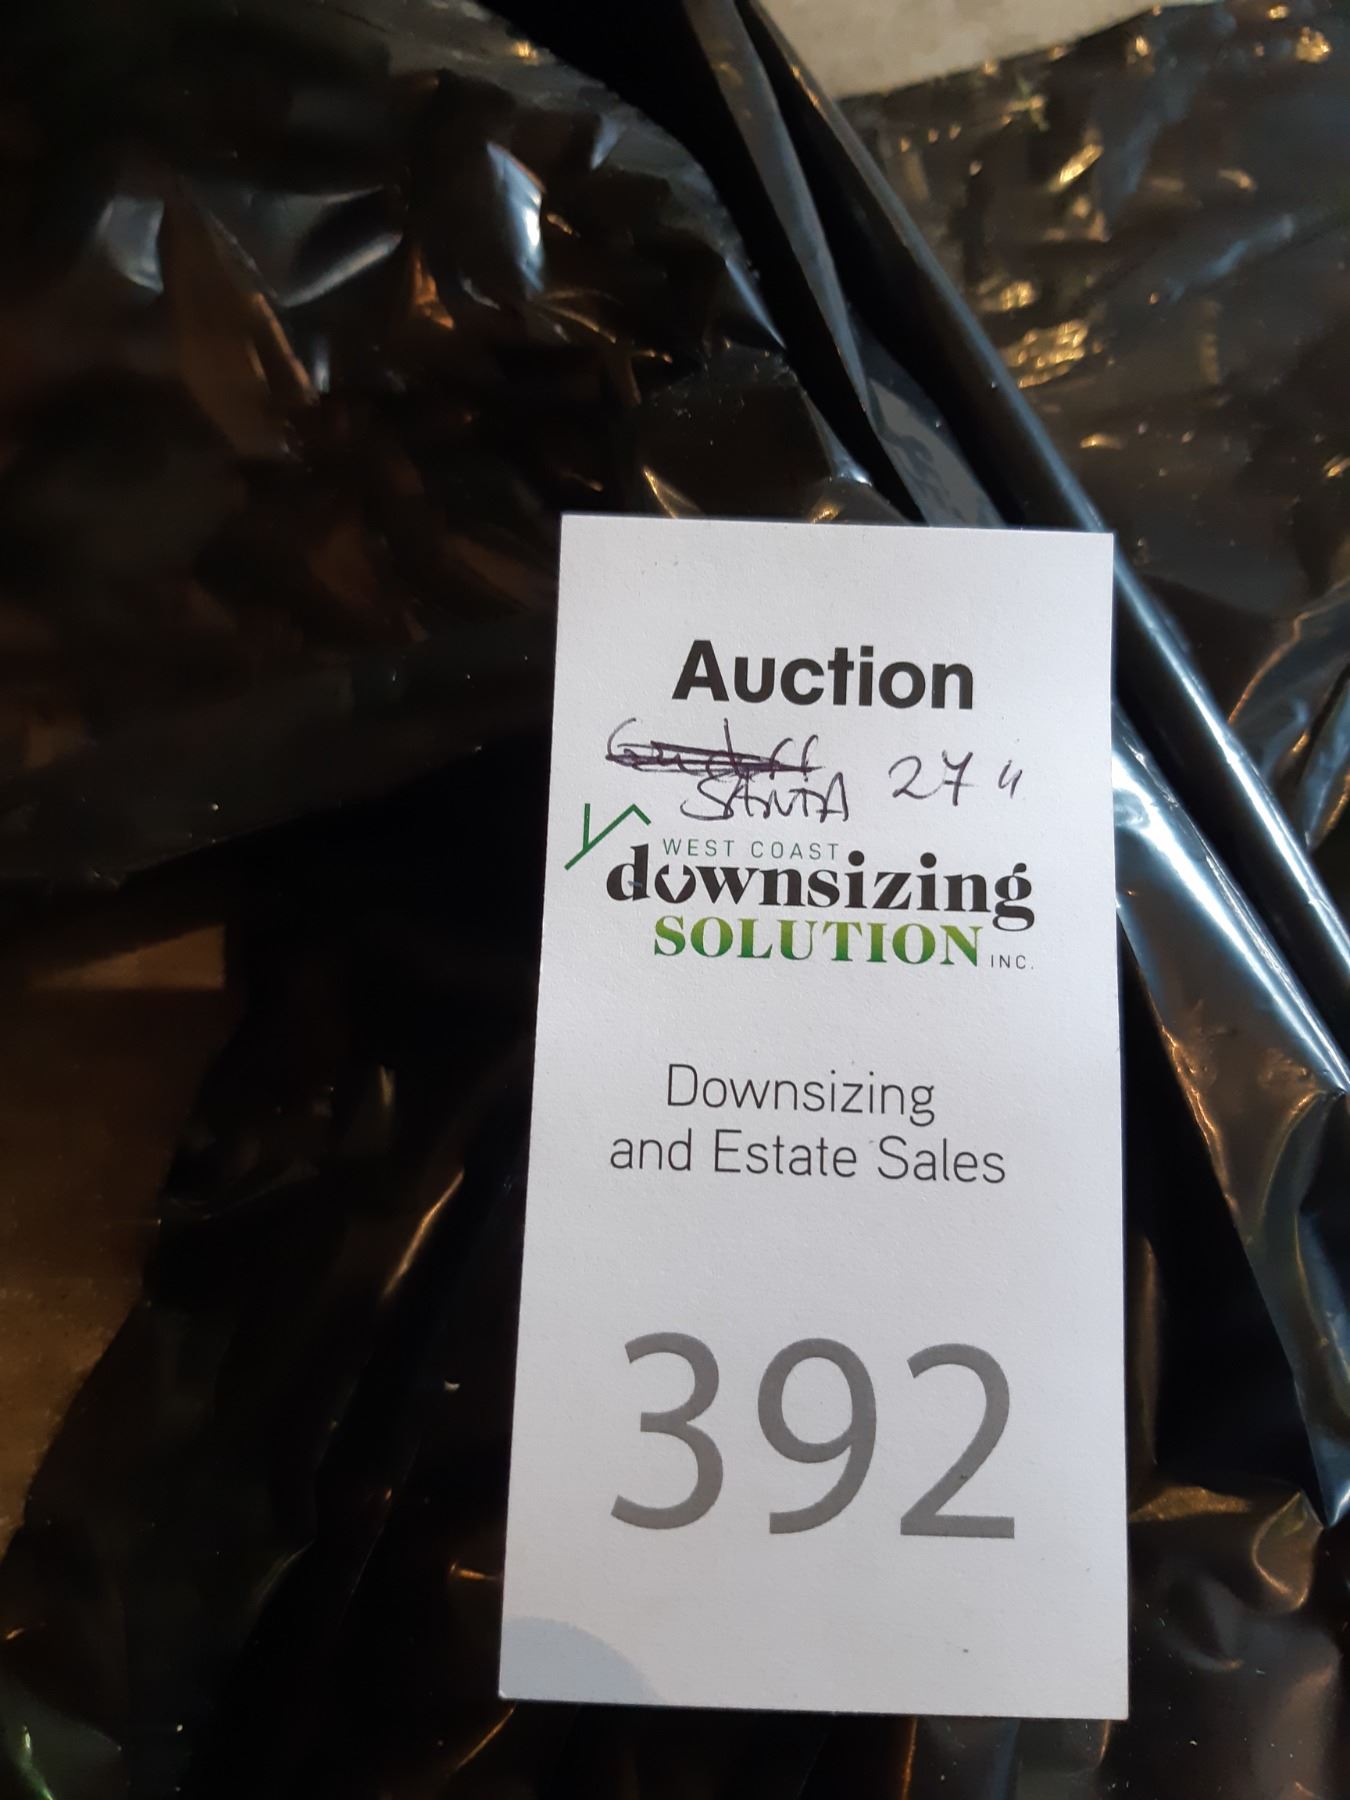 Auction
SANTA 27"
WEST COAST
downsizing
SOLUTION INC.
Downsizing
and Estate Sales
392